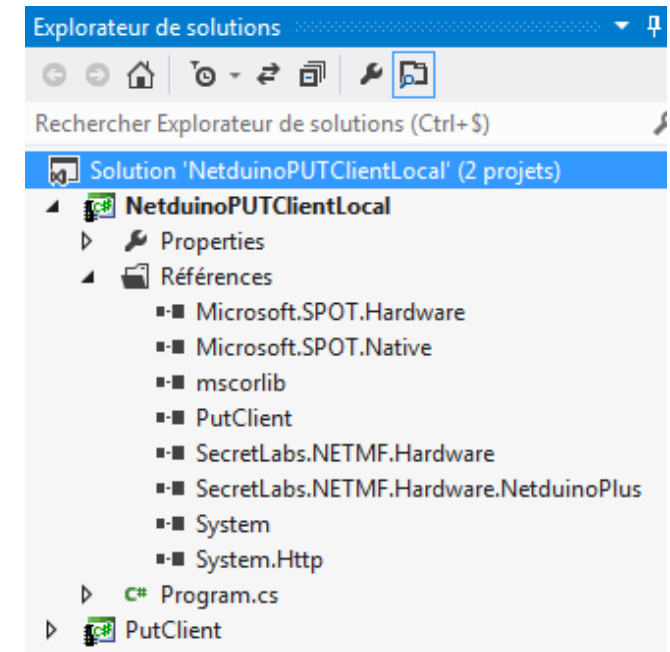 Explorateur de solutions
Rechercher Explorateur de solutions (Ctrl+$)
Solution 'NetduinoPUTClientLocal' (2 projets)
C# NetduinoPUTClientLocal
Properties
Références
Microsoft.SPOT.Hardware
Microsoft.SPOT.Native
mscorlib
PutClient
SecretLabs.NETMF.Hardware
SecretLabs.NETMF.Hardware.NetduinoPlus
System
System.Http
C# Program.cs
C# PutClient